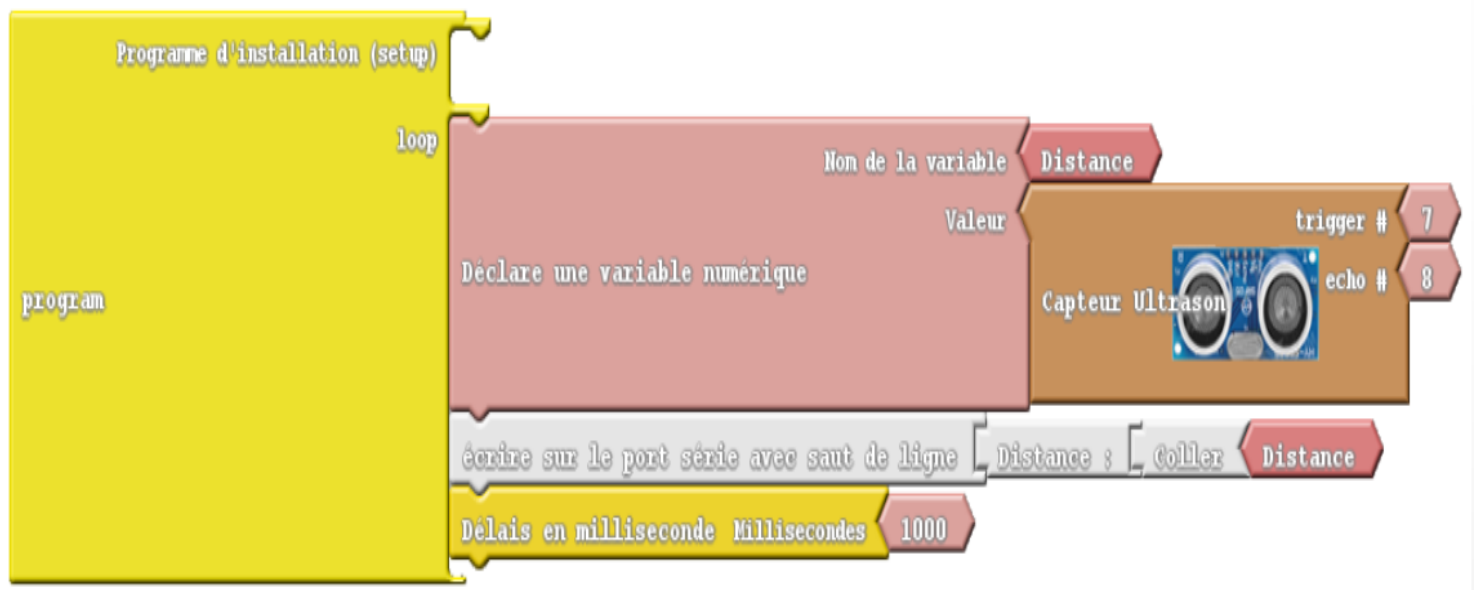 Programme d'installation (setup)
loop
program
Nom de la variable Distance
Valeur
Déclare une variable numérique
trigger # 7
echo # 8
Capteur Ultrason
écrire sur le port série avec saut de ligne Distance : Coller Distance
Délais en milliseconde Millisecondes 1000